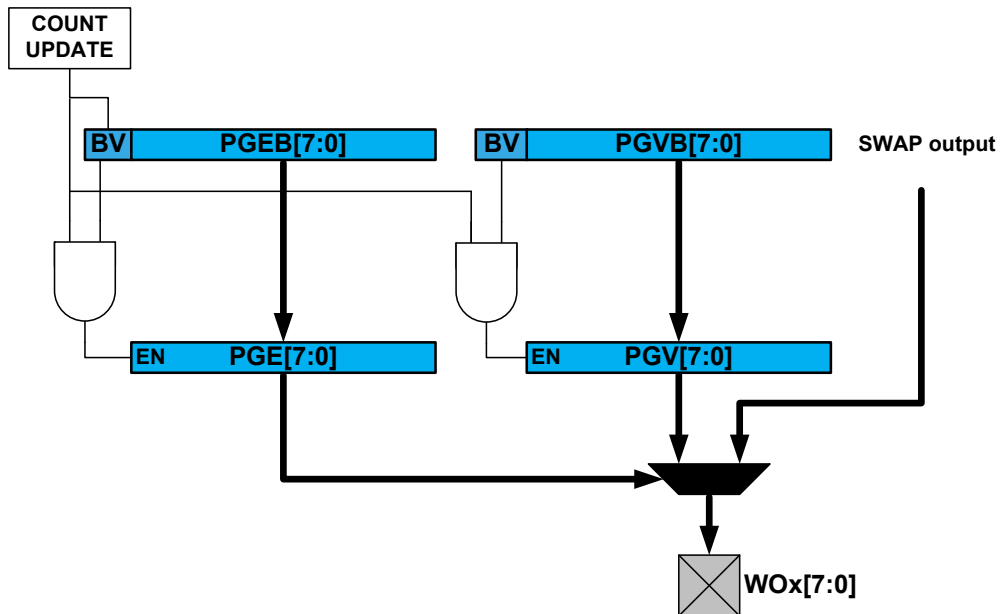 COUNT
UPDATE
BV PGEB[7:0] BV PGVB[7:0] SWAP output
EN PGE[7:0] EN PGV[7:0]
WOx[7:0]